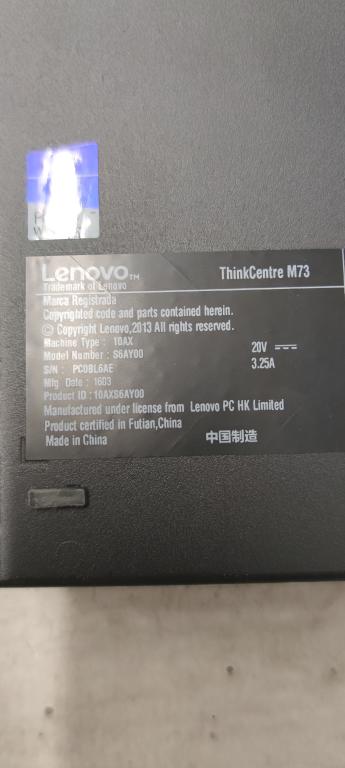 Lenovo™
ThinkCentre M73
Trademark of Lenovo
Marca Registrada
Copyrighted code and parts contained herein.
© Copyright Lenovo,2013 All rights reserved.
Machine Type : 10AX
Model Number : S6AY00
20V ⎓
S/N : PC0BL6AE
3.25A
Mfg Date : 1603
Product ID : 10AXS6AY00
Manufactured under license from Lenovo PC HK Limited
Product certified in Futian,China
Made in China
中国制造